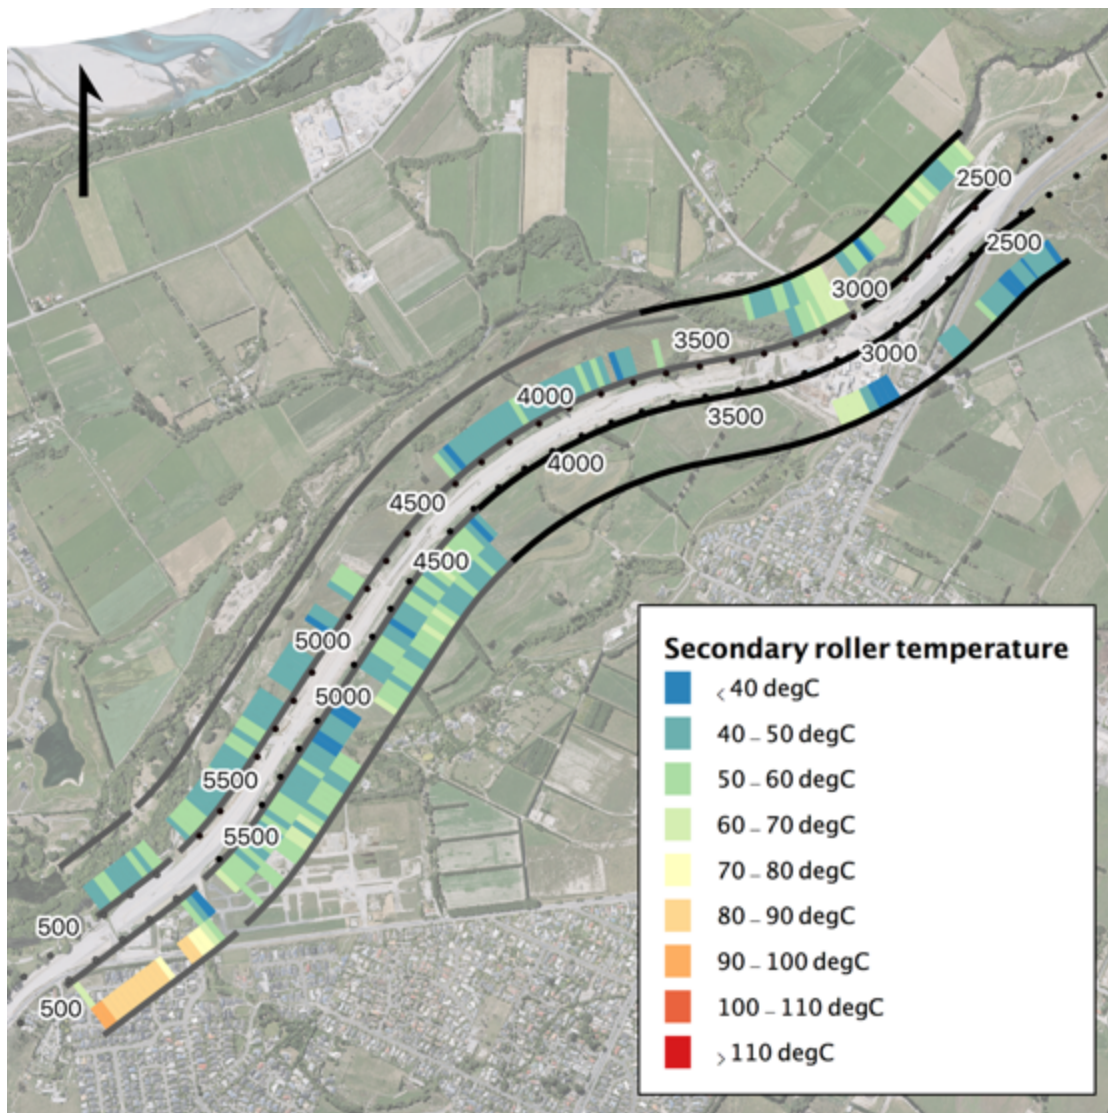 2500
2500
3000
3500
3000
4000
3500
4000
4500
4500
5000
5000
5500
5500
500
500
Secondary roller temperature
< 40 degC
40 – 50 degC
50 – 60 degC
60 – 70 degC
70 – 80 degC
80 – 90 degC
90 – 100 degC
100 – 110 degC
> 110 degC